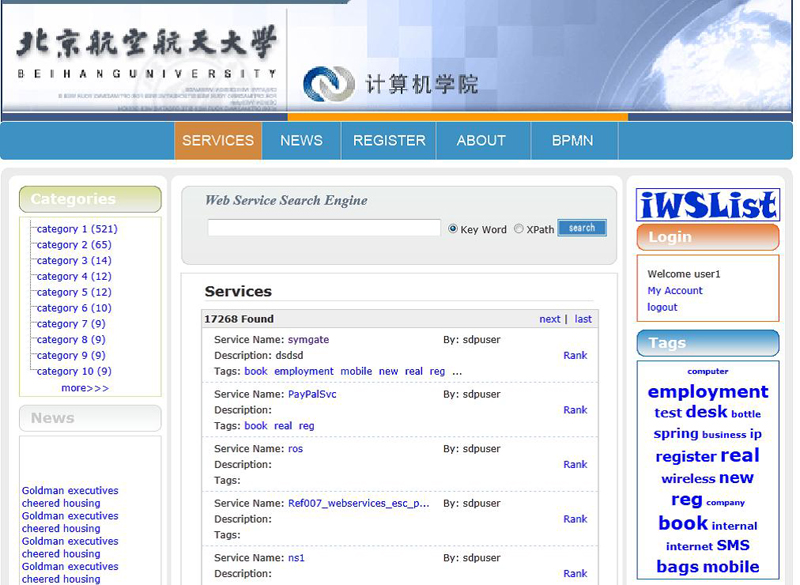 北京航空航天大学
BEIHANGUNIVERSITY
计算机学院
SERVICES NEWS REGISTER ABOUT BPMN
Categories
category 1 (521)
category 2 (65)
category 3 (14)
category 4 (12)
category 5 (12)
category 6 (10)
category 7 (9)
category 8 (9)
category 9 (9)
category 10 (9)
more>>>
News
Goldman executives
cheered housing
Goldman executives
cheered housing
Goldman executives
cheered housing
Goldman executives
cheered housing
Web Service Search Engine
Key Word XPath search
Services
17268 Found next | last
Service Name: symgate By: sdpuser
Description: dsdsd Rank
Tags: book employment mobile new real reg ...
Service Name: PayPalSvc By: sdpuser
Description: Rank
Tags: book real reg
Service Name: ros By: sdpuser
Description: Rank
Tags:
Service Name: Ref007_webservices_esc_p... By: sdpuser
Description: Rank
Tags:
Service Name: ns1 By: sdpuser
Description: Rank
iWSList
Login
Welcome user1
My Account
logout
Tags
computer
employment
test desk bottle
spring business ip
register real
wireless new
reg company
book internal
internet SMS
bags mobile